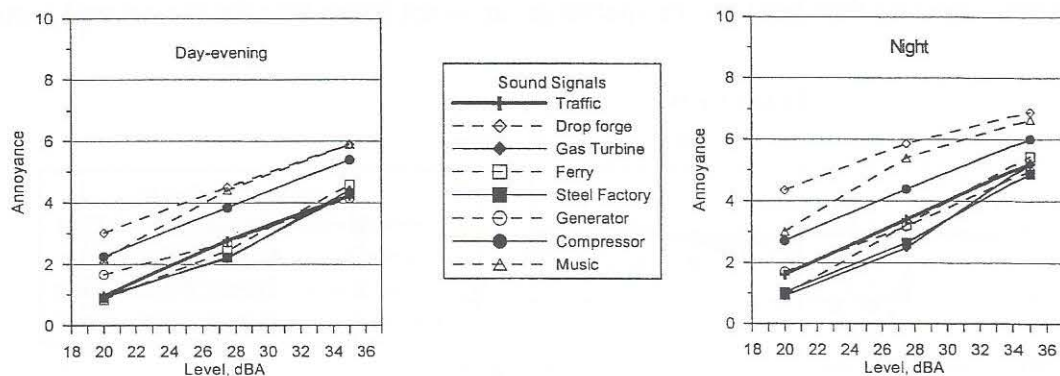 10
8
6
4
2
0
Annoyance
Day-evening
18 20 22 24 26 28 30 32 34 36
Level, dBA
Sound Signals
Traffic
Drop forge
Gas Turbine
Ferry
Steel Factory
Generator
Compressor
Music
10
8
6
4
2
0
Annoyance
Night
18 20 22 24 26 28 30 32 34 36
Level, dBA